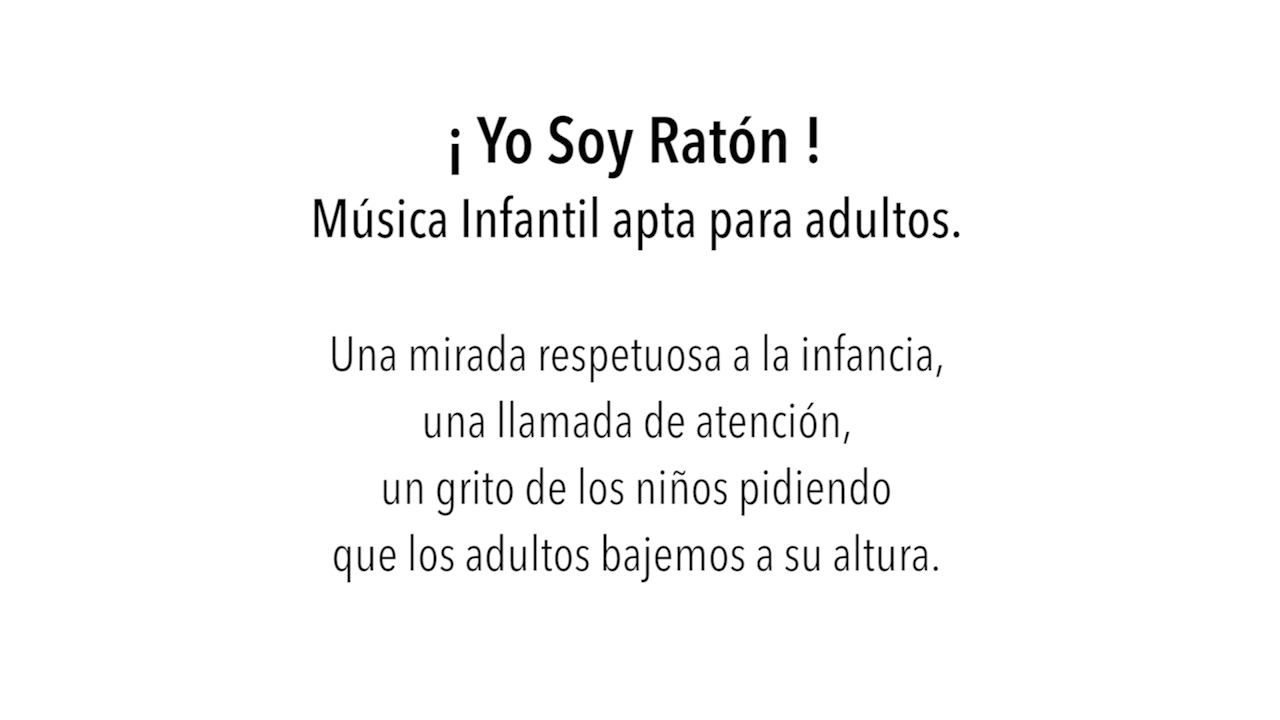 ¡ Yo Soy Ratón !
Música Infantil apta para adultos.
Una mirada respetuosa a la infancia,
una llamada de atención,
un grito de los niños pidiendo
que los adultos bajemos a su altura.